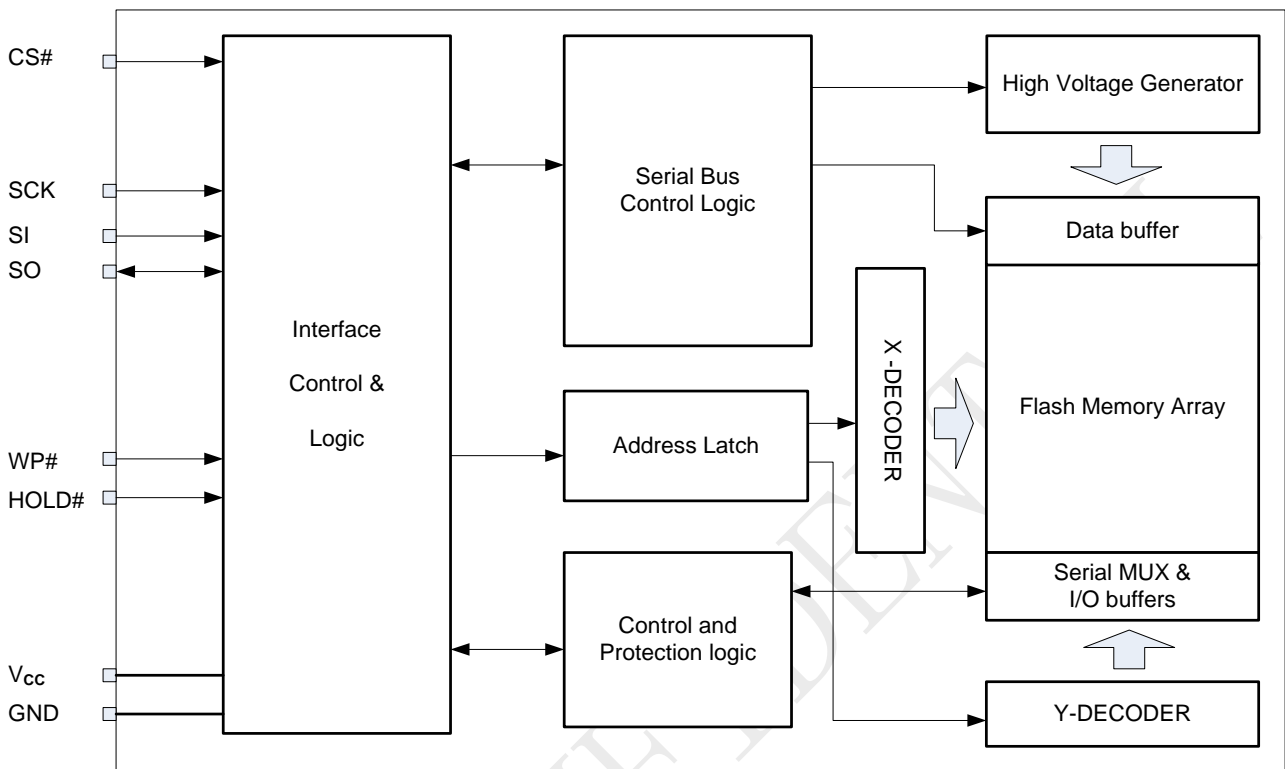 CS#
SCK
SI
SO
WP#
HOLD#
Vcc
GND
Interface
Control &
Logic
Serial Bus
Control Logic
Address Latch
Control and
Protection logic
X -DECODER
High Voltage Generator
Data buffer
Flash Memory Array
Serial MUX &
I/O buffers
Y-DECODER